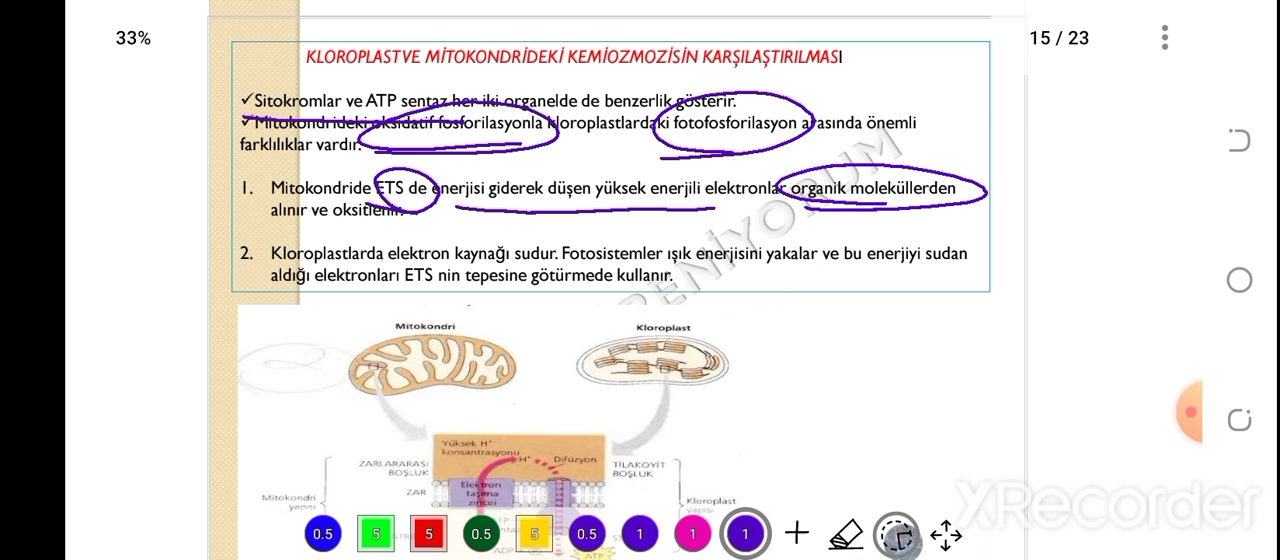 33%
15 / 23
KLOROPLASTVE MİTOKONDRİDEKİ KEMİOZMOZİSİN KARŞILAŞTIRILMASI
✓Sitokromlar ve ATP sentaz her iki organelde de benzerlik gösterir.
✓Mitokondrideki oksidatif fosforilasyonla kloroplastlardaki fotofosforilasyon arasında önemli
farklılıklar vardır.
1. Mitokondride ETS de enerjisi giderek düşen yüksek enerjili elektronlar organik moleküllerden
alınır ve oksitlenir.
2. Kloroplastlarda elektron kaynağı sudur. Fotosistemler ışık enerjisini yakalar ve bu enerjiyi sudan
aldığı elektronları ETS nin tepesine götürmede kullanır.
Mitokondri
Kloroplast
Yüksek H⁺
konsantrasyonu
H⁺
Difüzyon
ZARLARARASI
BOŞLUK
TİLAKOYİT
BOŞLUK
ZAR
Elektron
taşıma
zinciri
Mitokondri
yapısı
Kloroplast
yapısı
ADP
ATP
0.5
5
5
0.5
5
0.5
1
1
1
XRecorder